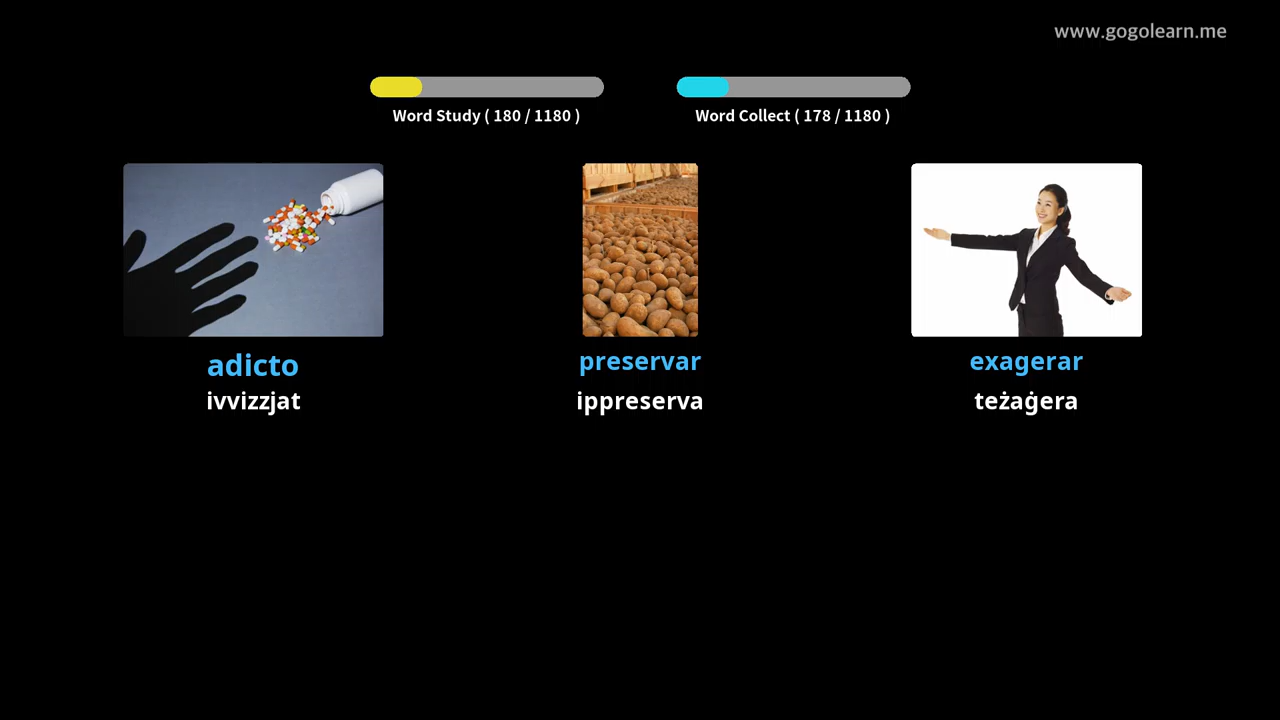 www.gogolearn.me
Word Study ( 180 / 1180 )
Word Collect ( 178 / 1180 )
adicto
preservar
exagerar
ivvizzjat
ippreserva
teżaġera